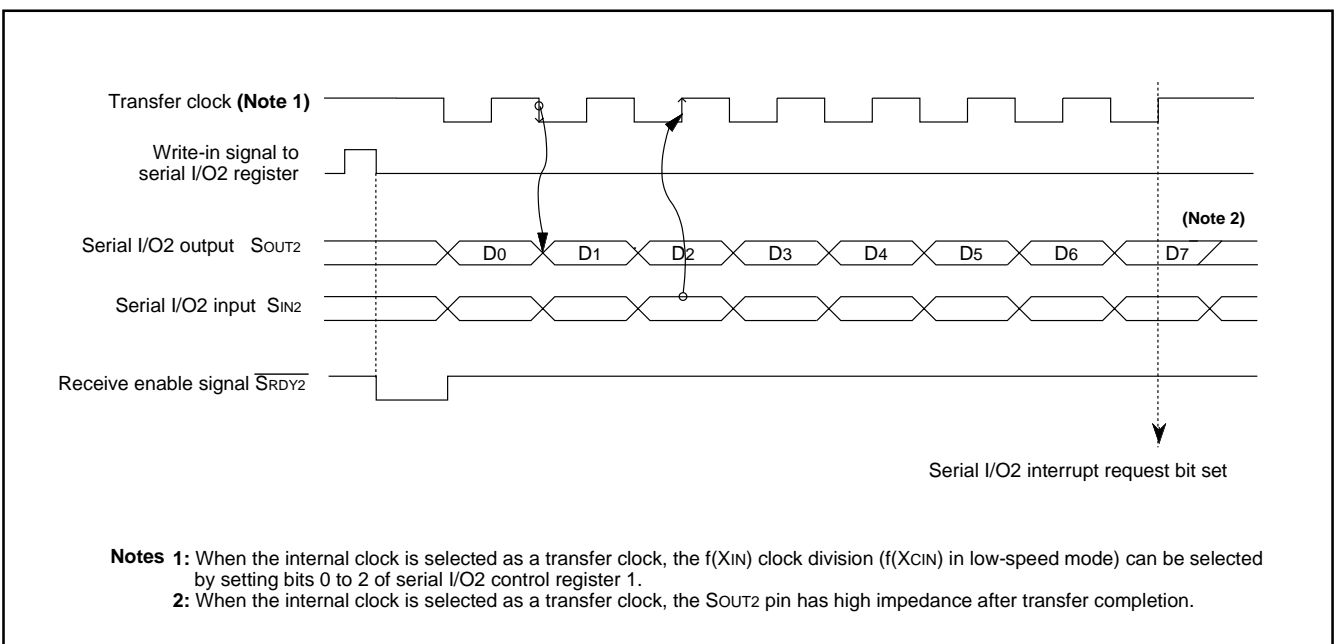 Transfer clock (Note 1)
Write-in signal to
serial I/O2 register
(Note 2)
Serial I/O2 output SOUT2
D0 D1 D2 D3 D4 D5 D6 D7
Serial I/O2 input SIN2
Receive enable signal SRDY2
Serial I/O2 interrupt request bit set
Notes 1: When the internal clock is selected as a transfer clock, the f(XIN) clock division (f(XCIN) in low-speed mode) can be selected
by setting bits 0 to 2 of serial I/O2 control register 1.
2: When the internal clock is selected as a transfer clock, the SOUT2 pin has high impedance after transfer completion.